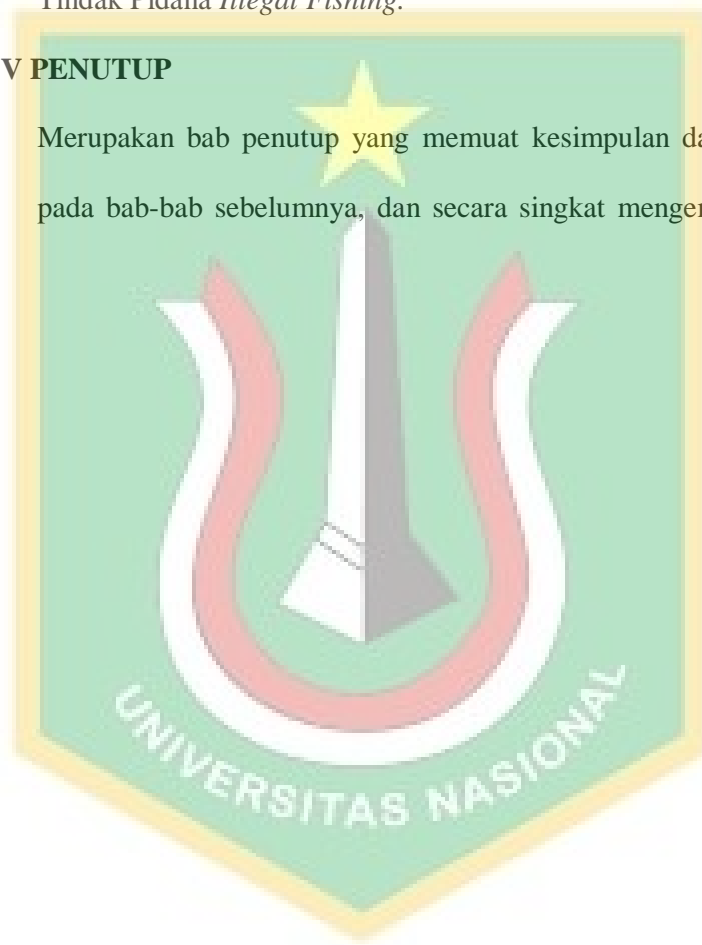 Tindak Pidana Illegal Fishing.
V PENUTUP
Merupakan bab penutup yang memuat kesimpulan da
pada bab-bab sebelumnya, dan secara singkat menger
UNIVERSITAS NASIONAL